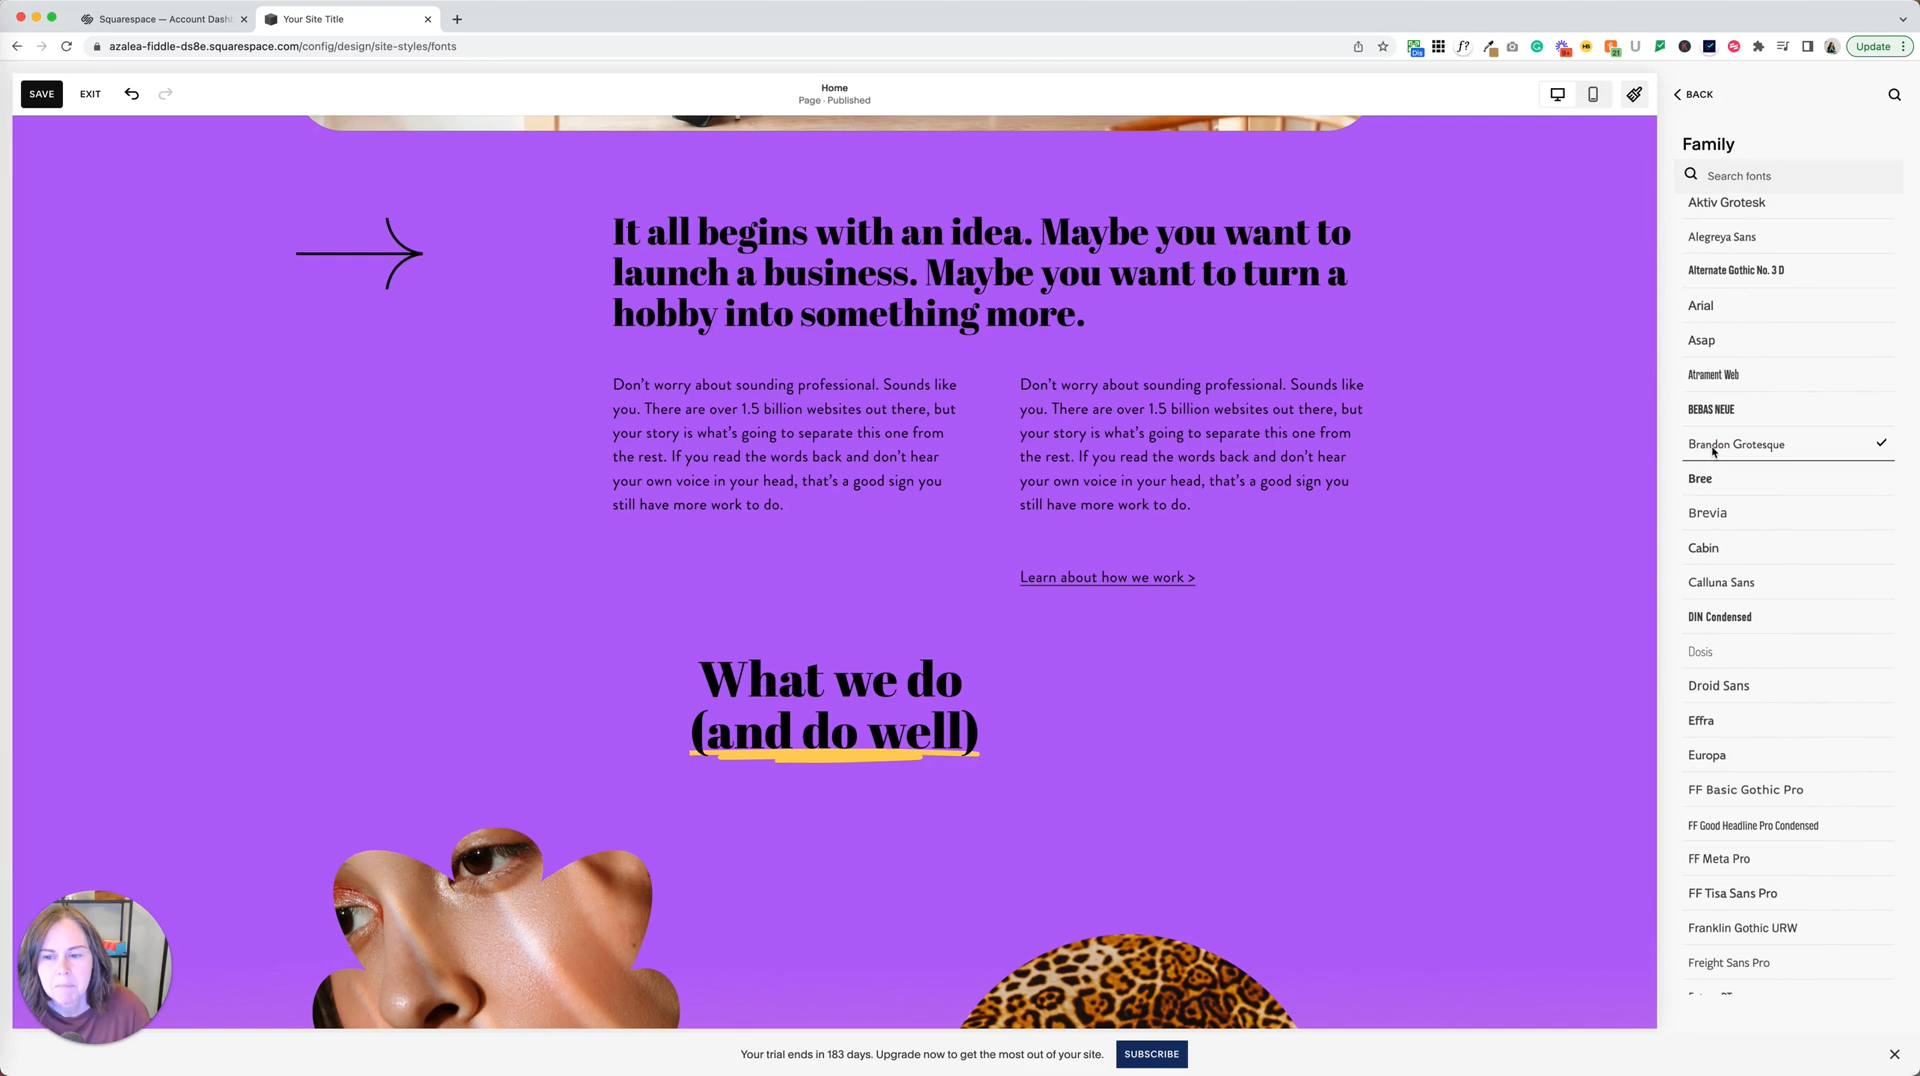 Squarespace — Account Dash
Your Site Title
azalea-fiddle-ds8e.squarespace.com/config/design/site-styles/fonts
Dis
f?
9+
21
Update
SAVE
EXIT
Home
Page · Published
BACK
Family
Search fonts
Aktiv Grotesk
Alegreya Sans
Alternate Gothic No. 3 D
Arial
Asap
Atrament Web
BEBAS NEUE
Brandon Grotesque
Bree
Brevia
Cabin
Calluna Sans
DIN Condensed
Dosis
Droid Sans
Effra
Europa
FF Basic Gothic Pro
FF Good Headline Pro Condensed
FF Meta Pro
FF Tisa Sans Pro
Franklin Gothic URW
Freight Sans Pro
It all begins with an idea. Maybe you want to
launch a business. Maybe you want to turn a
hobby into something more.
Don’t worry about sounding professional. Sounds like
you. There are over 1.5 billion websites out there, but
your story is what’s going to separate this one from
the rest. If you read the words back and don’t hear
your own voice in your head, that’s a good sign you
still have more work to do.
Don’t worry about sounding professional. Sounds like
you. There are over 1.5 billion websites out there, but
your story is what’s going to separate this one from
the rest. If you read the words back and don’t hear
your own voice in your head, that’s a good sign you
still have more work to do.
Learn about how we work >
What we do
(and do well)
Your trial ends in 183 days. Upgrade now to get the most out of your site.
SUBSCRIBE